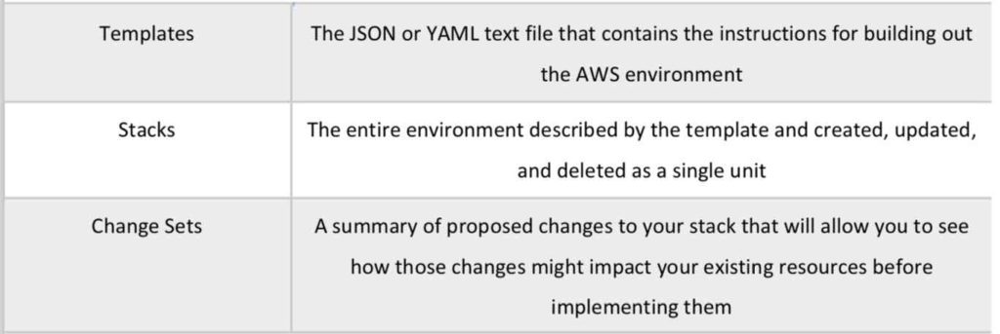 Templates
The JSON or YAML text file that contains the instructions for building out
the AWS environment
Stacks
The entire environment described by the template and created, updated,
and deleted as a single unit
Change Sets
A summary of proposed changes to your stack that will allow you to see
how those changes might impact your existing resources before
implementing them